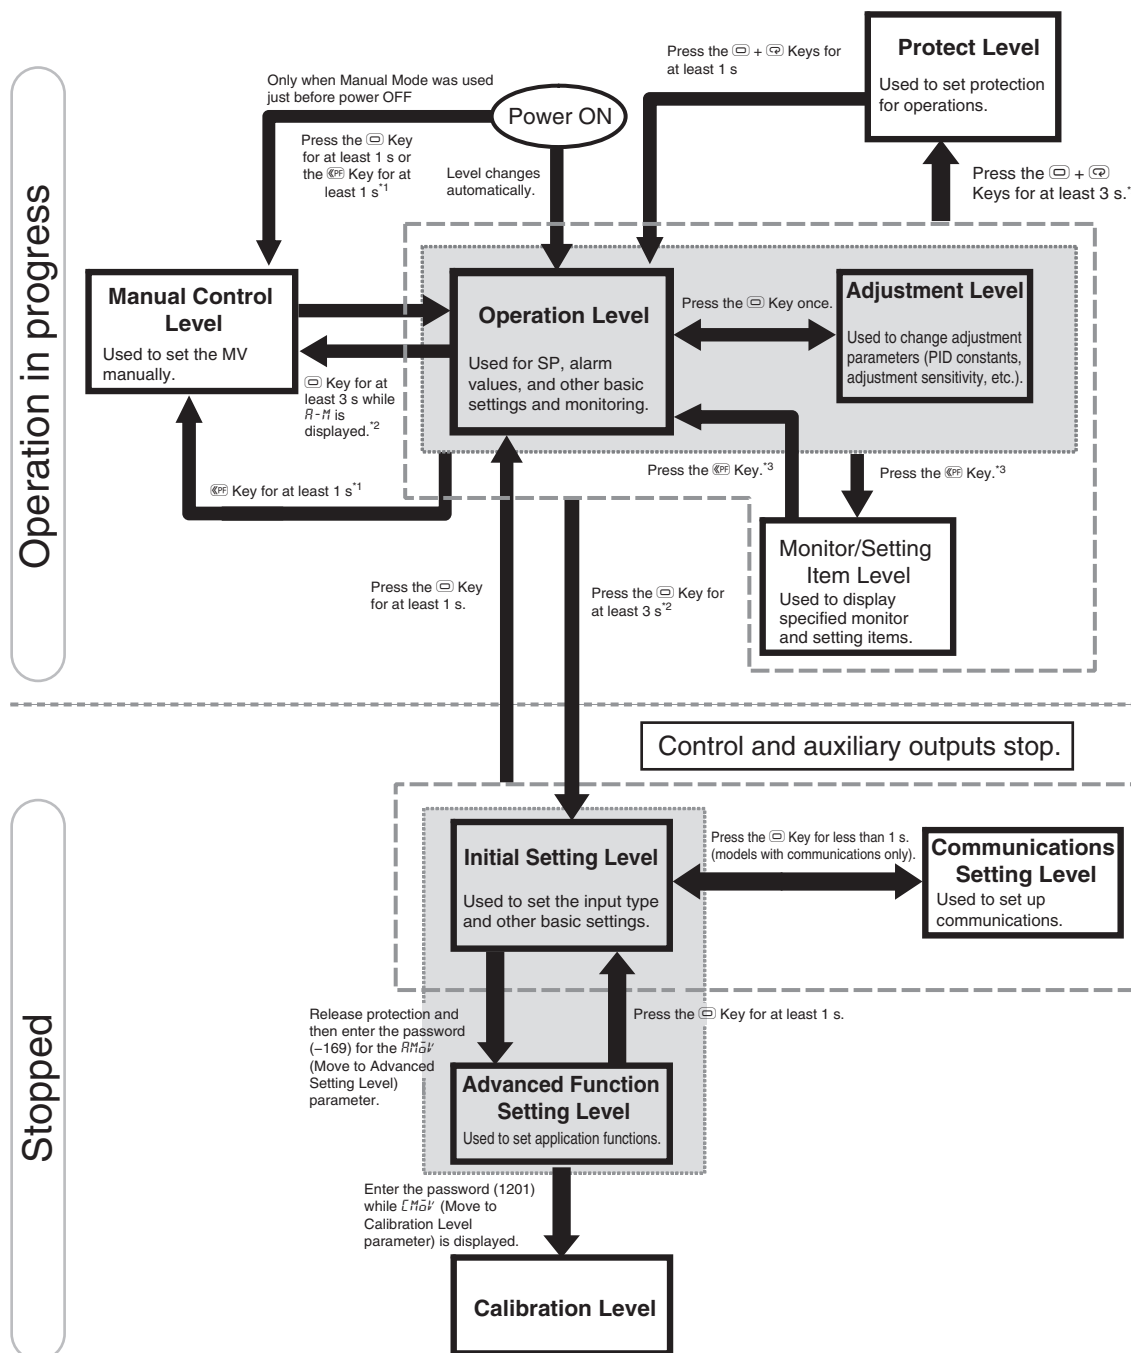 Operation in progress
Stopped
Only when Manual Mode was used
just before power OFF
Power ON
Press the Key
for at least 1 s or
the PF Key for at
least 1 s*1
Level changes
automatically.
Press the + Keys for
at least 1 s
Protect Level
Used to set protection
for operations.
Press the +
Keys for at least 3 s.*
Manual Control
Level
Used to set the MV
manually.
Operation Level
Used for SP, alarm
values, and other basic
settings and monitoring.
Press the Key once.
Adjustment Level
Used to change adjustment
parameters (PID constants,
adjustment sensitivity, etc.).
Key for at
least 3 s while
A-M is
displayed.*2
PF Key for at least 1 s*1
Press the PF Key.*3
Press the PF Key.*3
Monitor/Setting
Item Level
Used to display
specified monitor
and setting items.
Press the Key
for at least 1 s.
Press the Key for
at least 3 s*2
Control and auxiliary outputs stop.
Initial Setting Level
Used to set the input type
and other basic settings.
Press the Key for less than 1 s.
(models with communications only).
Communications
Setting Level
Used to set up
communications.
Release protection and
then enter the password
(–169) for the AMoV
(Move to Advanced
Setting Level)
parameter.
Press the Key for at least 1 s.
Advanced Function
Setting Level
Used to set application functions.
Enter the password (1201)
while CMoV (Move to
Calibration Level
parameter) is displayed.
Calibration Level